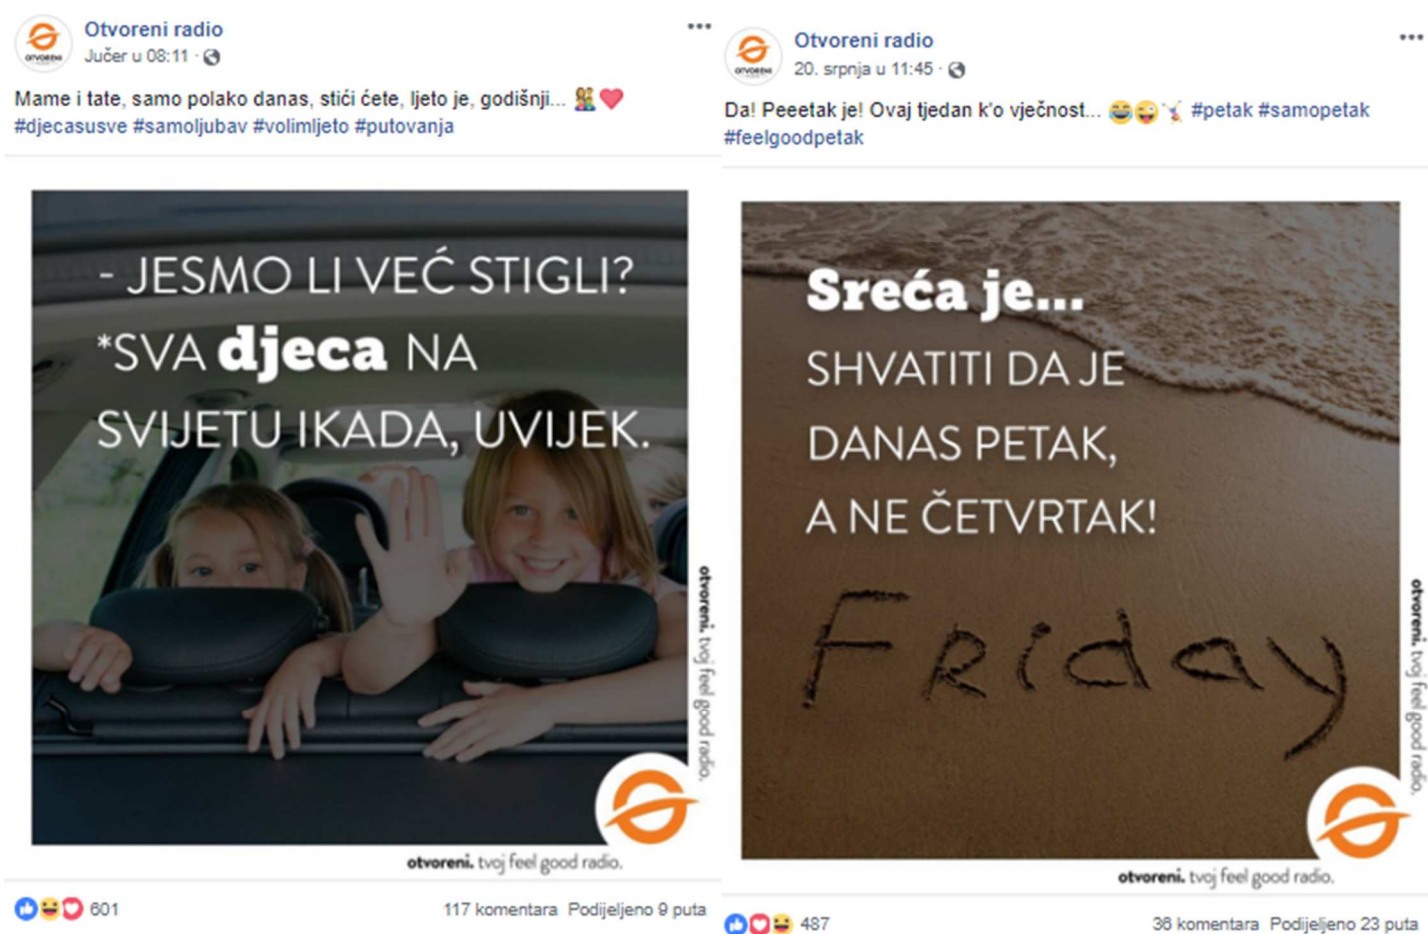 Otvoreni radio
Jučer u 08:11 ·
Mame i tate, samo polako danas, stići ćete, ljeto je, godišnji...
#djecasusve #samoljubav #volimljeto #putovanja
- JESMO LI VEĆ STIGLI?
*SVA djeca NA
SVIJETU IKADA, UVIJEK.
otvoreni. tvoj feel good radio.
otvoreni. tvoj feel good radio.
601
117 komentara Podijeljeno 9 puta
Otvoreni radio
20. srpnja u 11:45 ·
Da! Peeetak je! Ovaj tjedan k'o vječnost... #petak #samopetak
#feelgoodpetak
Sreća je...
SHVATITI DA JE
DANAS PETAK,
A NE ČETVRTAK!
FRiday
otvoreni. tvoj feel good radio.
otvoreni. tvoj feel good radio.
487
36 komentara Podijeljeno 23 puta
OTVORENI
OTVORENI